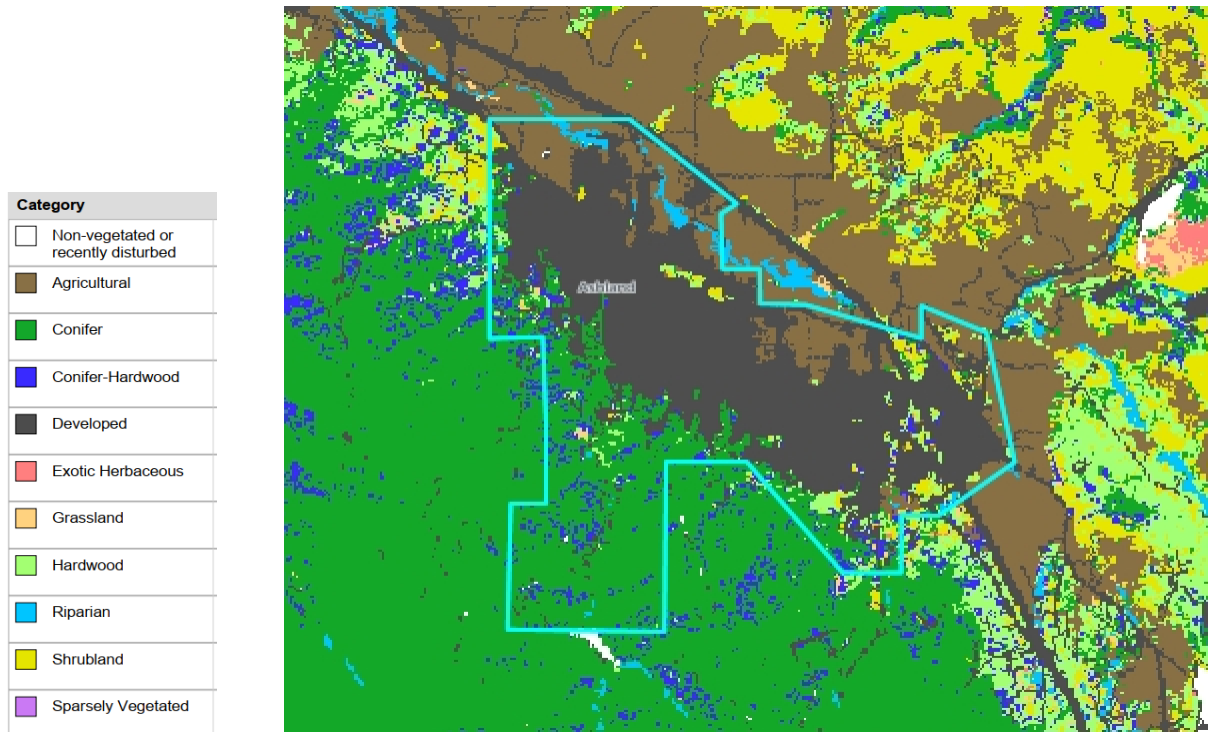 Category
Non-vegetated or
recently disturbed
Agricultural
Conifer
Conifer-Hardwood
Developed
Exotic Herbaceous
Grassland
Hardwood
Riparian
Shrubland
Sparsely Vegetated
Ashland